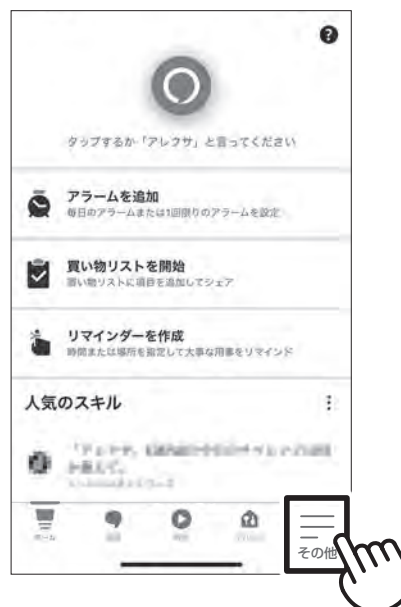 ?
タップするか「アレクサ」と言ってください
アラームを追加
毎日のアラームまたは1回限りのアラームを設定
買い物リストを開始
買い物リストに項目を追加してシェア
リマインダーを作成
時間または場所を指定して大事な用事をリマインド
人気のスキル
ホーム
その他